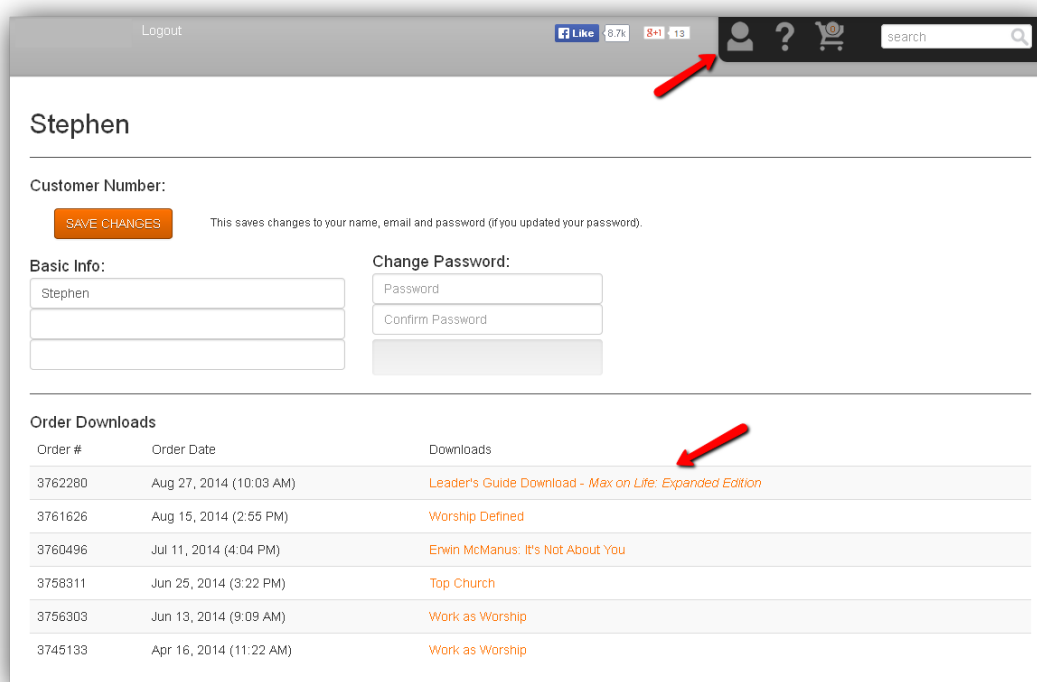 Logout
Like 8.7k 8+1 13 ? 0 search
Stephen
Customer Number:
SAVE CHANGES This saves changes to your name, email and password (if you updated your password).
Basic Info: Change Password:
Stephen Password
Confirm Password
Order Downloads
Order # Order Date Downloads
3762280 Aug 27, 2014 (10:03 AM) Leader's Guide Download - Max on Life: Expanded Edition
3761626 Aug 15, 2014 (2:55 PM) Worship Defined
3760496 Jul 11, 2014 (4:04 PM) Erwin McManus: It's Not About You
3758311 Jun 25, 2014 (3:22 PM) Top Church
3756303 Jun 13, 2014 (9:09 AM) Work as Worship
3745133 Apr 16, 2014 (11:22 AM) Work as Worship